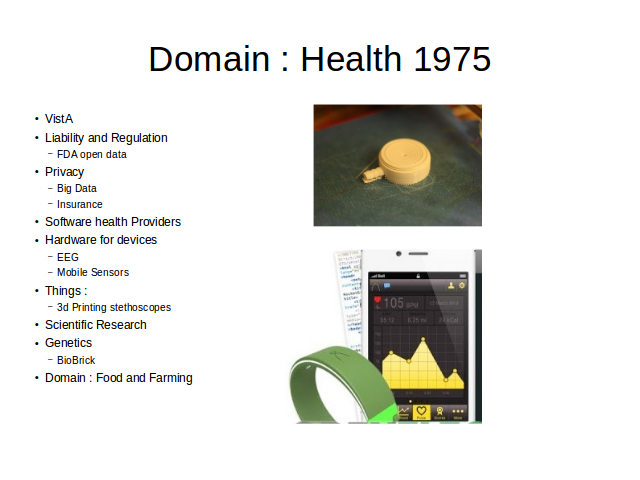 Domain : Health 1975
• VistA
• Liability and Regulation
– FDA open data
• Privacy
– Big Data
– Insurance
• Software health Providers
• Hardware for devices
– EEG
– Mobile Sensors
• Things :
– 3d Printing stethoscopes
• Scientific Research
• Genetics
– BioBrick
• Domain : Food and Farming
105 BPM